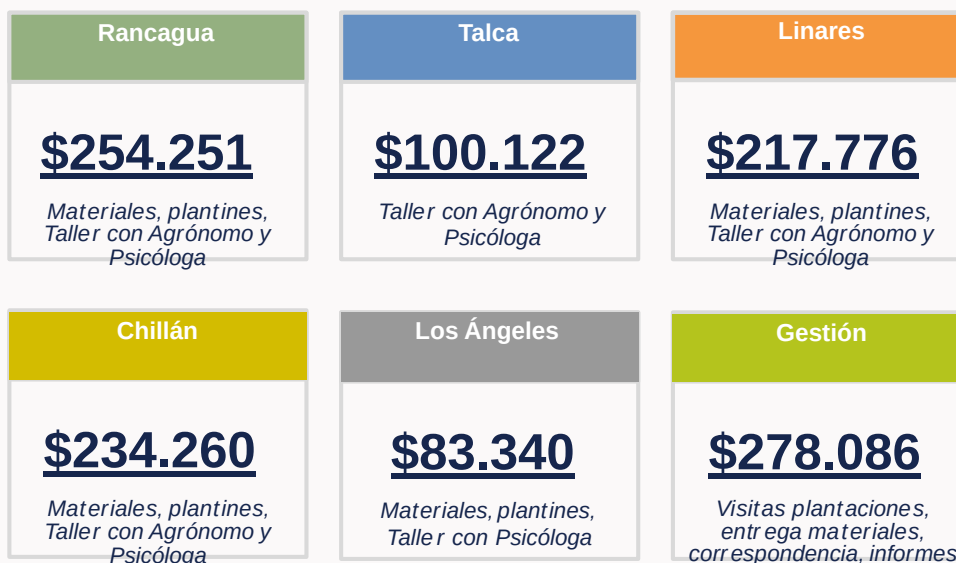 Rancagua
$254.251
Materiales, plantines,
Taller con Agrónomo y
Psicóloga
Talca
$100.122
Taller con Agrónomo y
Psicóloga
Linares
$217.776
Materiales, plantines,
Taller con Agrónomo y
Psicóloga
Chillán
$234.260
Materiales, plantines,
Taller con Agrónomo y
Psicóloga
Los Ángeles
$83.340
Materiales, plantines,
Taller con Psicóloga
Gestión
$278.086
Visitas plantaciones,
entrega materiales,
correspondencia, informes